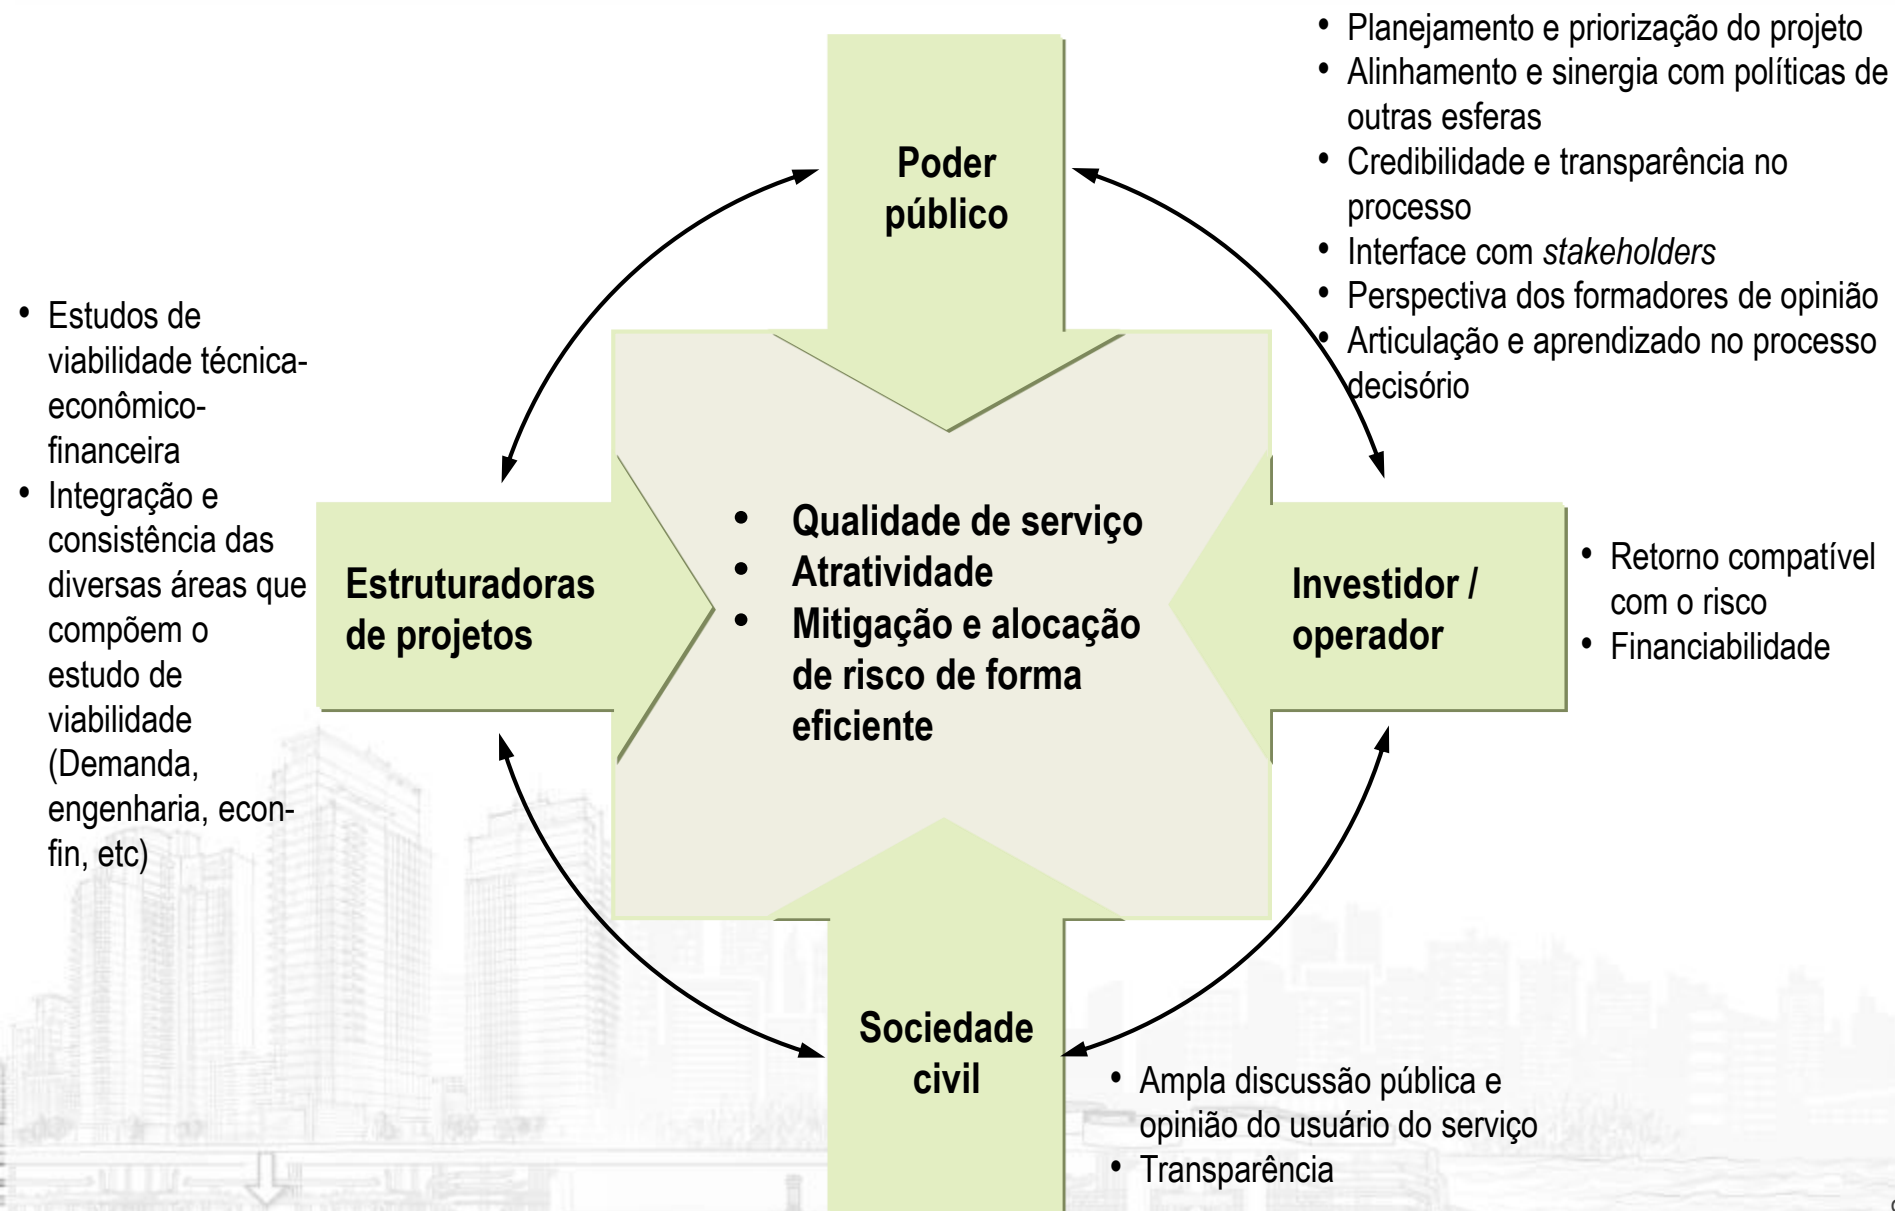 • Planejamento e priorização do projeto
• Alinhamento e sinergia com políticas de
outras esferas
• Credibilidade e transparência no
processo
• Interface com stakeholders
• Perspectiva dos formadores de opinião
• Articulação e aprendizado no processo
decisório
Poder
público
• Estudos de
viabilidade técnica-
econômico-
financeira
• Integração e
consistência das
diversas áreas que
compõem o
estudo de
viabilidade
(Demanda,
engenharia, econ-
fin, etc)
Estruturadoras
de projetos
• Qualidade de serviço
• Atratividade
• Mitigação e alocação
de risco de forma
eficiente
Investidor /
operador
• Retorno compatível
com o risco
• Financiabilidade
Sociedade
civil
• Ampla discussão pública e
opinião do usuário do serviço
• Transparência